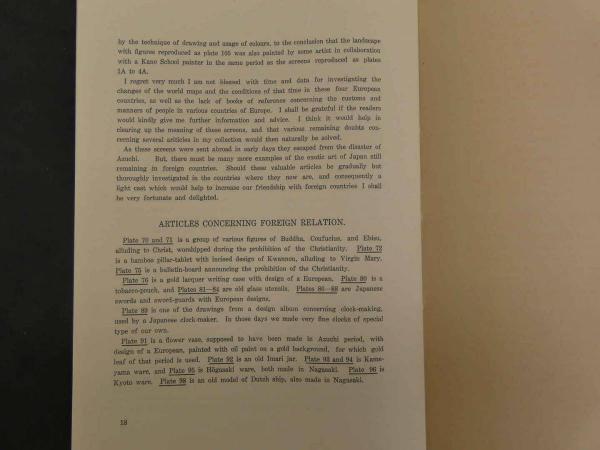 by the technique of drawing and usage of colours, to the conclusion that the landscape
with figures reproduced as plate 105 was also painted by some artist in collaboration
with a Kano School painter in the same period as the screens reproduced as plates
1A to 4A.
I regret very much I am not blessed with time and data for investigating the
changes of the world maps and the conditions of that time in these four European
countries, as well as the lack of books of reference concerning the customs and
manners of people in various countries of Europe. I shall be grateful if the readers
would kindly give me further information and advice. I think it would help in
clearing up the meaning of these screens, and that various remaining doubts con-
cerning several articles in my collection would then naturally be solved.
As these screens were sent abroad in early days they escaped from the disaster of
Azuchi. But, there must be many more examples of the exotic art of Japan still
remaining in foreign countries. Should these valuable articles be gradually but
thoroughly investigated in the countries where they now are, and consequently a
light cast which would help to increase our friendship with foreign countries I shall
be very fortunate and delighted.
ARTICLES CONCERNING FOREIGN RELATION.
Plate 70 and 71 is a group of various figures of Buddha, Confucius, and Ebisu,
alluding to Christ, worshipped during the prohibition of the Christianity. Plate 72
is a bamboo pillar-tablet with incised design of Kwannon, alluding to Virgin Mary.
Plate 75 is a bulletin-board announcing the prohibition of the Christianity.
Plate 76 is a gold lacquer writing case with design of a European. Plate 80 is a
tobacco-pouch, and Plates 81—84 are old glass utensils. Plates 86—88 are Japanese
swords and sword-guards with European designs.
Plate 89 is one of the drawings from a design album concerning clock-making,
used by a Japanese clock-maker. In those days we made very fine clocks of special
type of our own.
Plate 91 is a flower vase, supposed to have been made in Azuchi period, with
design of a European, painted with oil paint on a gold background, for which gold
leaf of that period is used. Plate 92 is an old Imari jar. Plate 93 and 94 is Kame-
yama ware, and Plate 95 is Hōgasaki ware, both made in Nagasaki. Plate 96 is
Kyoto ware. Plate 98 is an old model of Dutch ship, also made in Nagasaki.
18